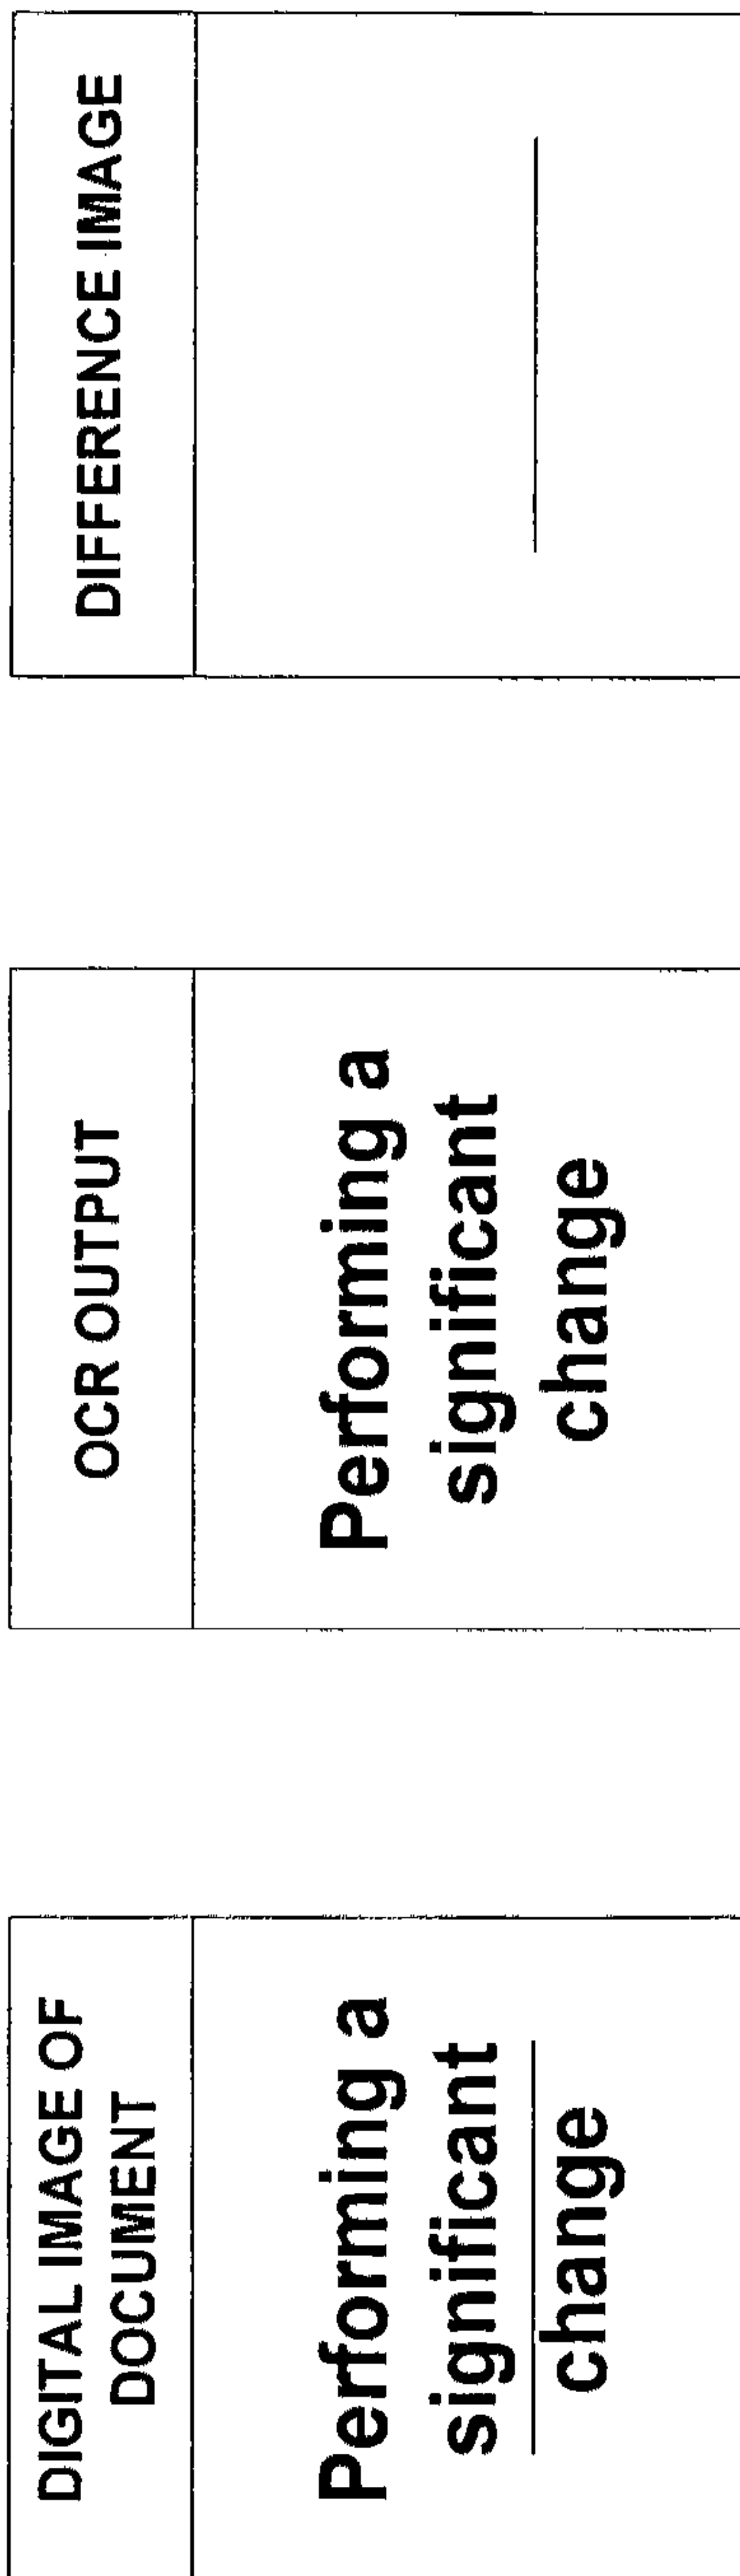 DIGITAL IMAGE OF
DOCUMENT
Performing a
significant
change
OCR OUTPUT
Performing a
significant
change
DIFFERENCE IMAGE